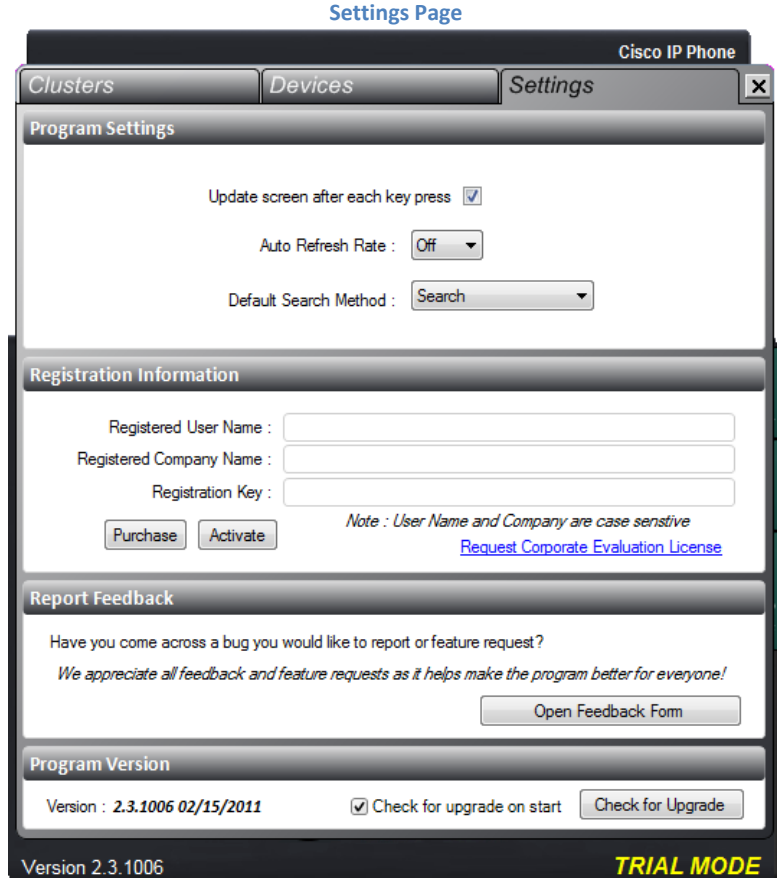 Settings Page
Cisco IP Phone
Clusters Devices Settings
Program Settings
Update screen after each key press
Auto Refresh Rate : Off
Default Search Method : Search
Registration Information
Registered User Name :
Registered Company Name :
Registration Key :
Purchase Activate Note : User Name and Company are case senstive
Request Corporate Evaluation License
Report Feedback
Have you come across a bug you would like to report or feature request?
We appreciate all feedback and feature requests as it helps make the program better for everyone!
Open Feedback Form
Program Version
Version : 2.3.1006 02/15/2011 Check for upgrade on start Check for Upgrade
Version 2.3.1006 TRIAL MODE